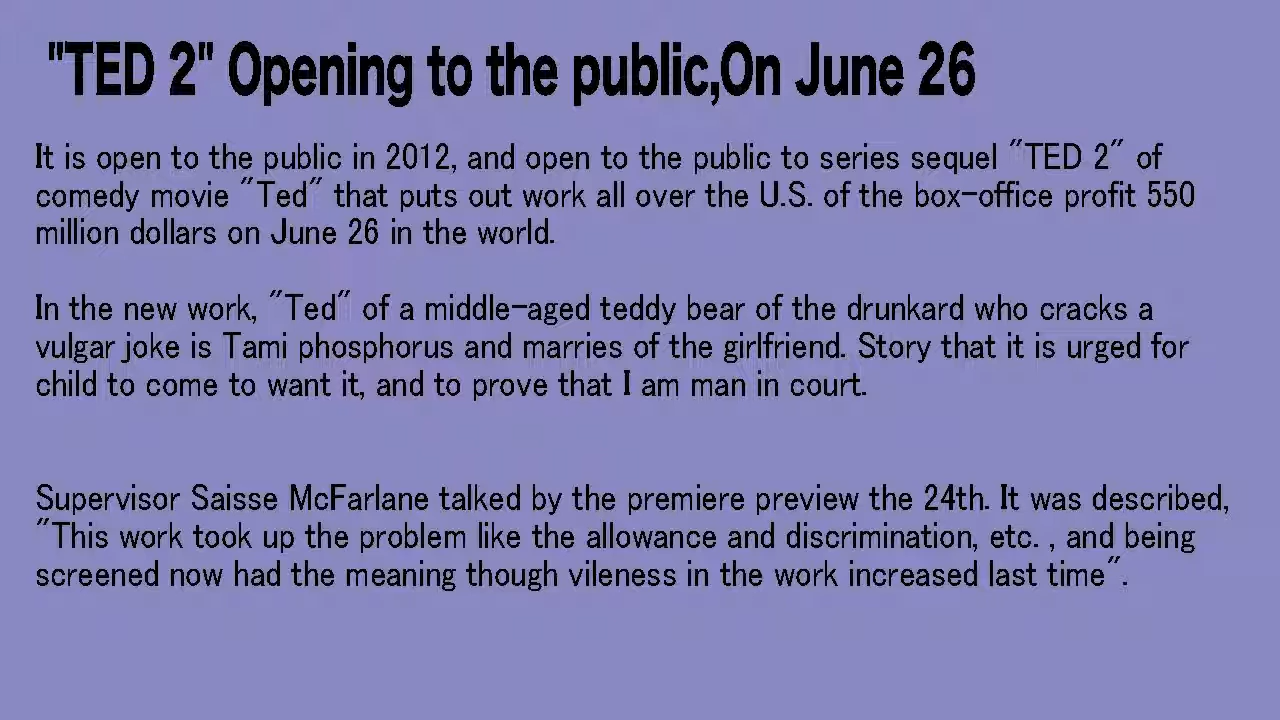 "TED 2" Opening to the public,On June 26
It is open to the public in 2012, and open to the public to series sequel "TED 2" of
comedy movie "Ted" that puts out work all over the U.S. of the box-office profit 550
million dollars on June 26 in the world.
In the new work, "Ted" of a middle-aged teddy bear of the drunkard who cracks a
vulgar joke is Tami phosphorus and marries of the girlfriend. Story that it is urged for
child to come to want it, and to prove that I am man in court.
Supervisor Saisse McFarlane talked by the premiere preview the 24th. It was described,
"This work took up the problem like the allowance and discrimination, etc. , and being
screened now had the meaning though vileness in the work increased last time".